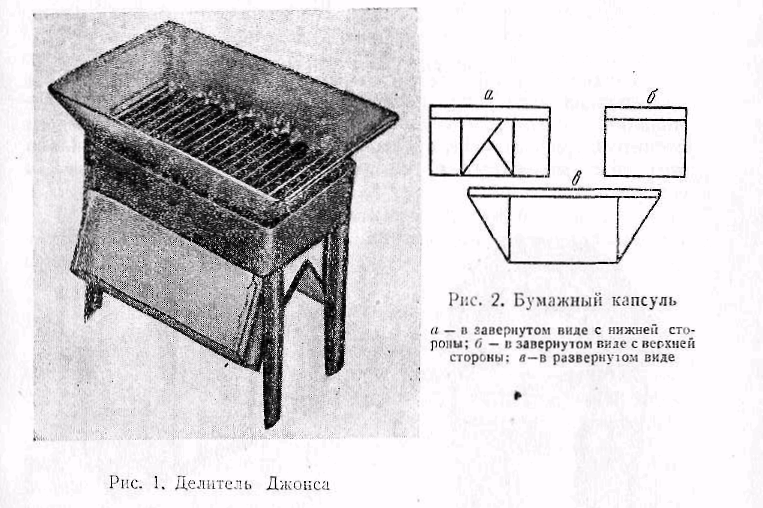 а
б
в
Рис. 2. Бумажный капсуль
а — в завернутом виде с нижней сто-
роны; б — в завернутом виде с верхней
стороны; в—в развернутом виде
Рис. 1. Делитель Джонса